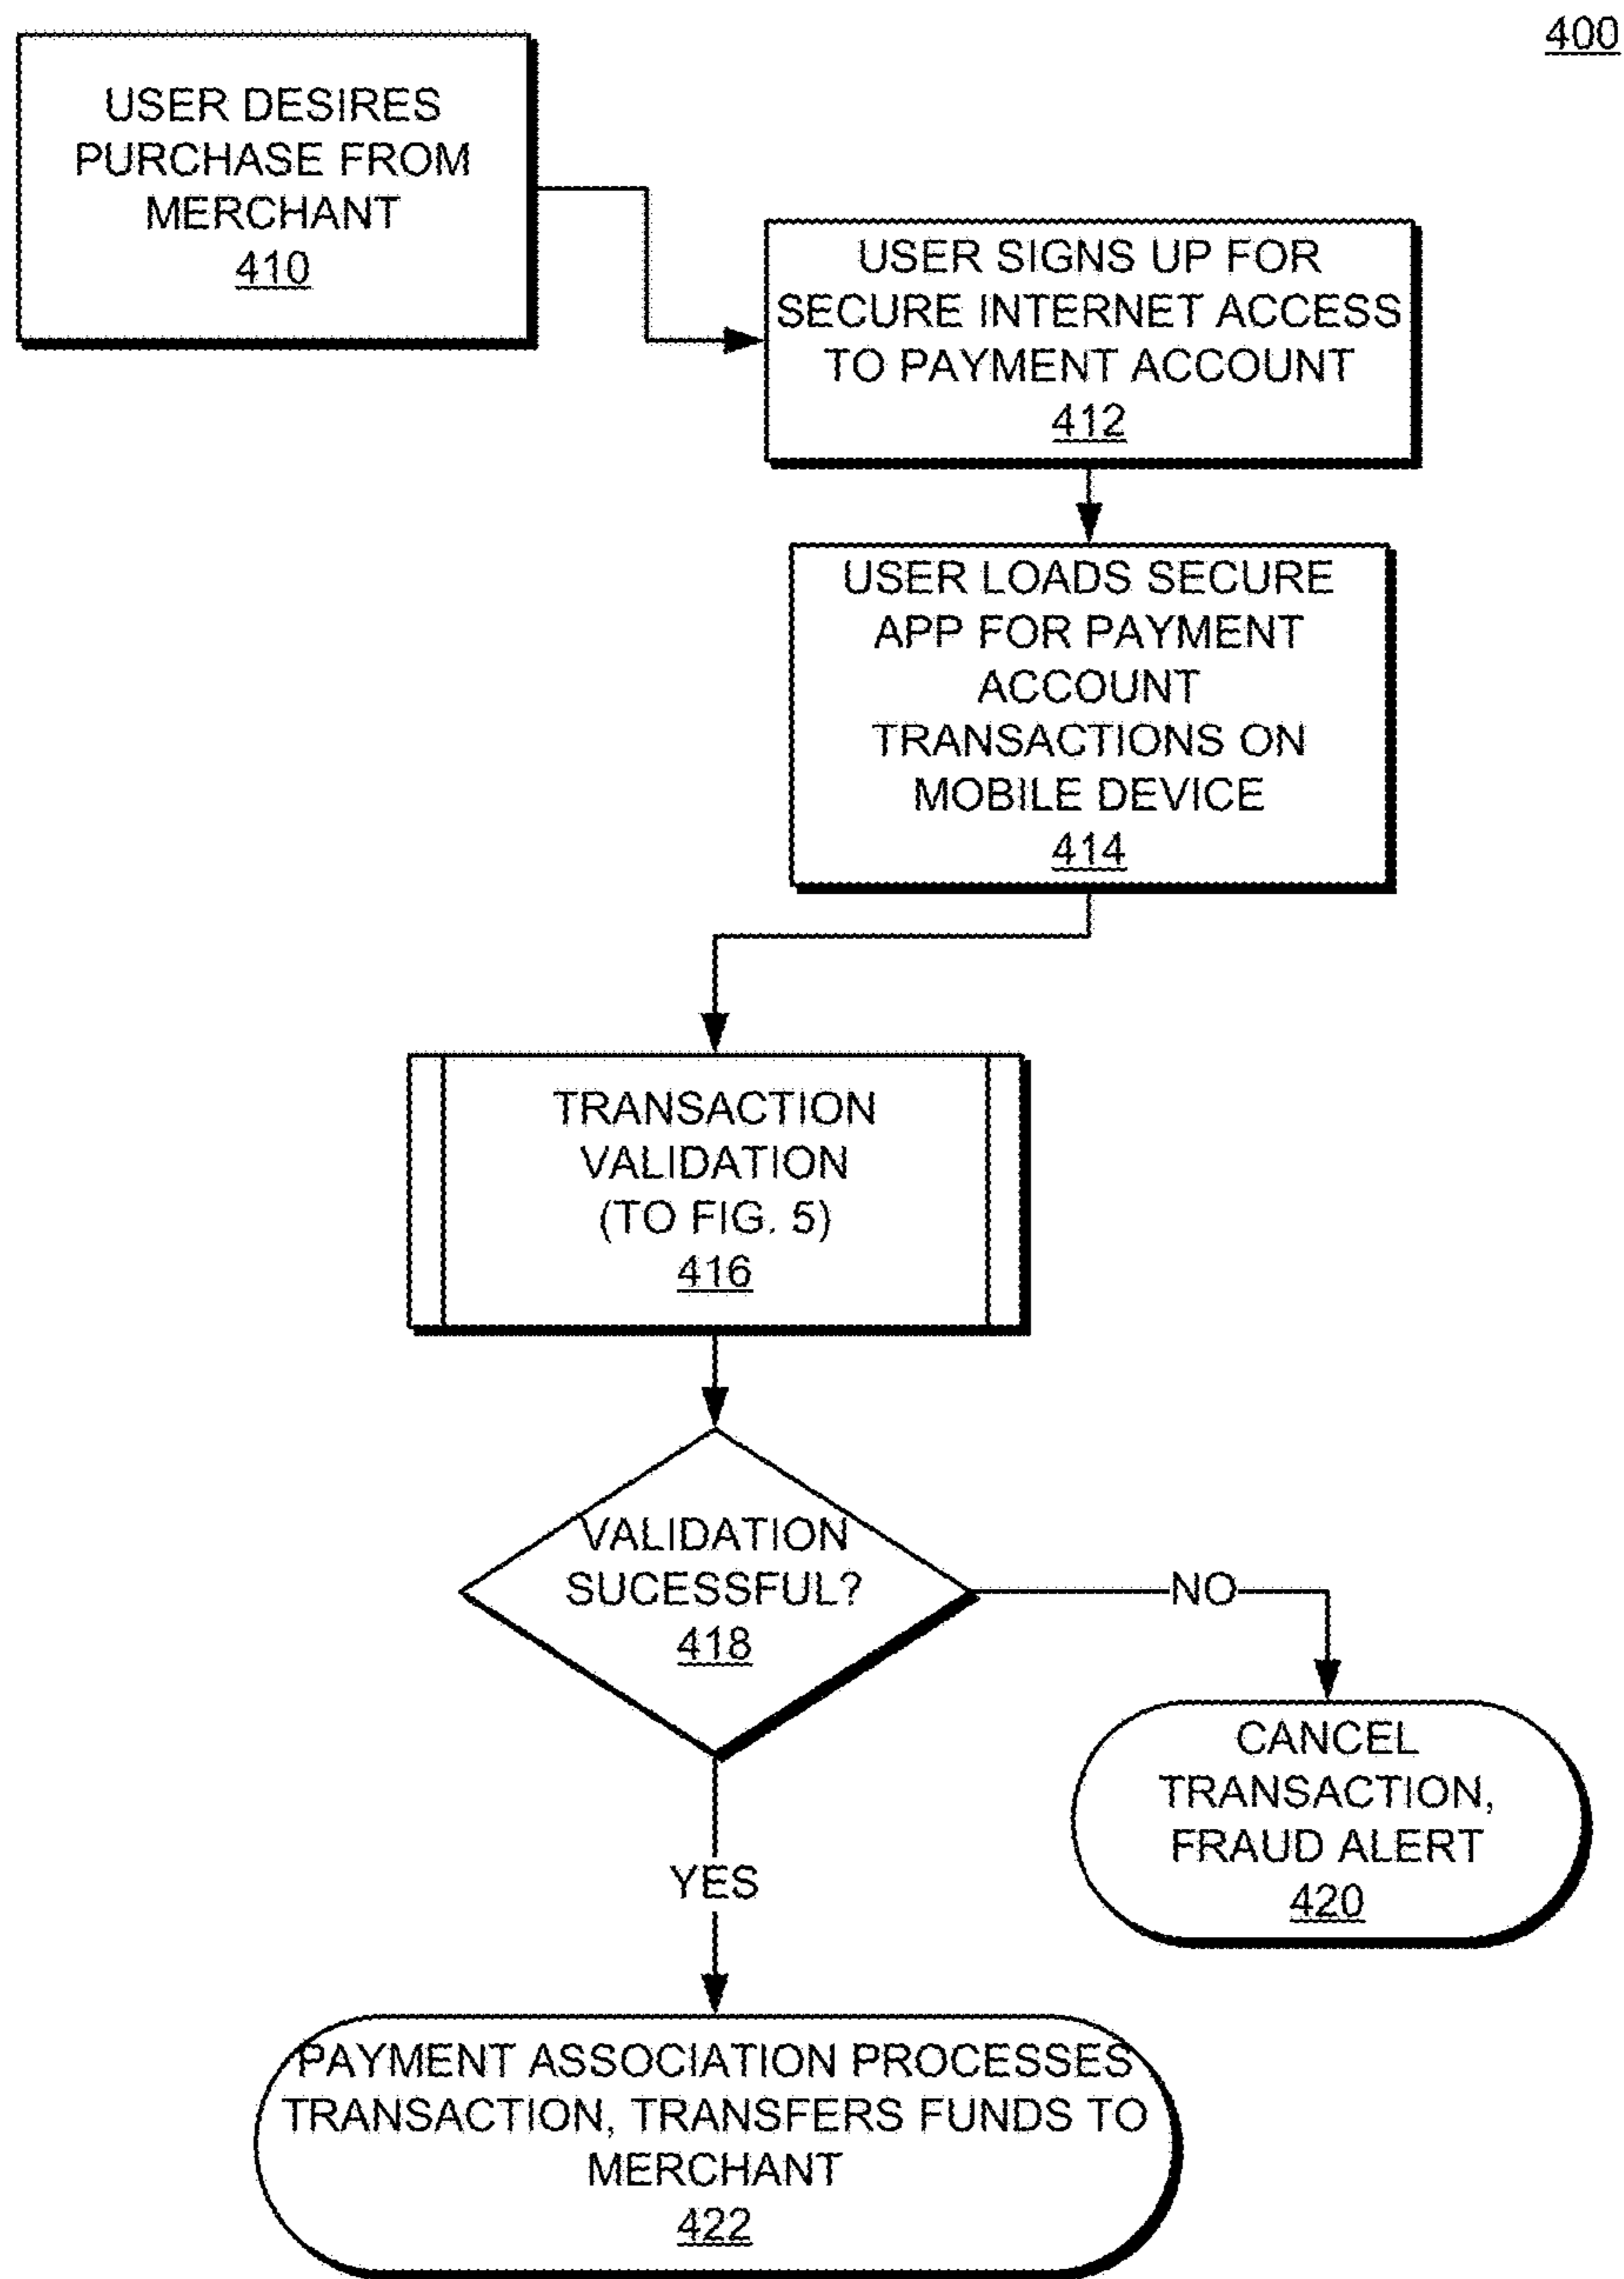 400
USER DESIRES
PURCHASE FROM
MERCHANT
410
USER SIGNS UP FOR
SECURE INTERNET ACCESS
TO PAYMENT ACCOUNT
412
USER LOADS SECURE
APP FOR PAYMENT
ACCOUNT
TRANSACTIONS ON
MOBILE DEVICE
414
TRANSACTION
VALIDATION
(TO FIG. 5)
416
VALIDATION
SUCESSFUL?
418
NO
CANCEL
TRANSACTION,
FRAUD ALERT
420
YES
PAYMENT ASSOCIATION PROCESSES
TRANSACTION, TRANSFERS FUNDS TO
MERCHANT
422